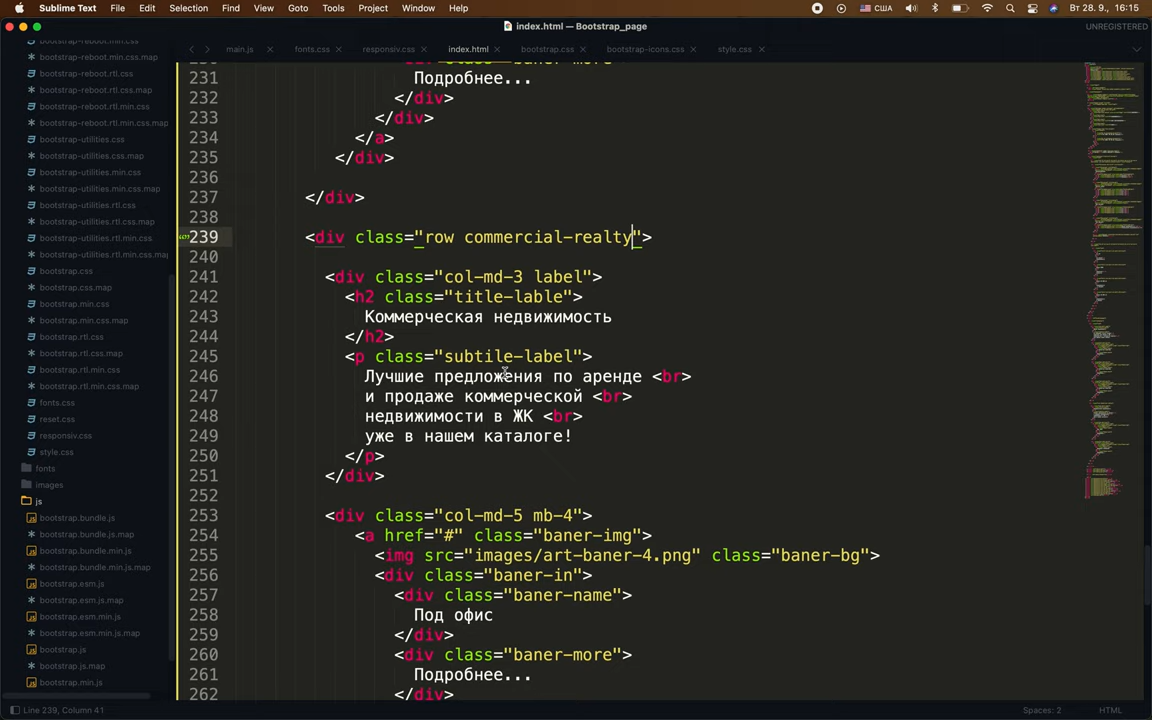 Sublime Text File Edit Selection Find View Goto Tools Project Window Help США Вт 28. 9., 16:15
index.html — Bootstrap_page UNREGISTERED
main.js × fonts.css × responsiv.css × index.html × bootstrap.css × bootstrap-icons.css × style.css ×
bootstrap-reboot.min.css.map
bootstrap-reboot.rtl.css
bootstrap-reboot.rtl.css.map
bootstrap-reboot.rtl.min.css
bootstrap-reboot.rtl.min.css.map
bootstrap-utilities.css
bootstrap-utilities.css.map
bootstrap-utilities.min.css
bootstrap-utilities.min.css.map
bootstrap-utilities.rtl.css
bootstrap-utilities.rtl.css.map
bootstrap-utilities.rtl.min.css
bootstrap-utilities.rtl.min.css.map
bootstrap.css
bootstrap.css.map
bootstrap.min.css
bootstrap.min.css.map
bootstrap.rtl.css
bootstrap.rtl.css.map
bootstrap.rtl.min.css
bootstrap.rtl.min.css.map
fonts.css
reset.css
responsiv.css
style.css
fonts
images
js
bootstrap.bundle.js
bootstrap.bundle.js.map
bootstrap.bundle.min.js
bootstrap.bundle.min.js.map
bootstrap.esm.js
bootstrap.esm.js.map
bootstrap.esm.min.js
bootstrap.esm.min.js.map
bootstrap.js
bootstrap.js.map
bootstrap.min.js
231 Подробнее...
232 </div>
233 </div>
234 </a>
235 </div>
236
237 </div>
238
239 <div class="row commercial-realty">
240
241 <div class="col-md-3 label">
242 <h2 class="title-lable">
243 Коммерческая недвижимость
244 </h2>
245 <p class="subtile-label">
246 Лучшие предложения по аренде <br>
247 и продаже коммерческой <br>
248 недвижимости в ЖК <br>
249 уже в нашем каталоге!
250 </p>
251 </div>
252
253 <div class="col-md-5 mb-4">
254 <a href="#" class="baner-img">
255 <img src="images/art-baner-4.png" class="baner-bg">
256 <div class="baner-in">
257 <div class="baner-name">
258 Под офис
259 </div>
260 <div class="baner-more">
261 Подробнее...
262 </div>
Line 239, Column 41 Spaces: 2 HTML